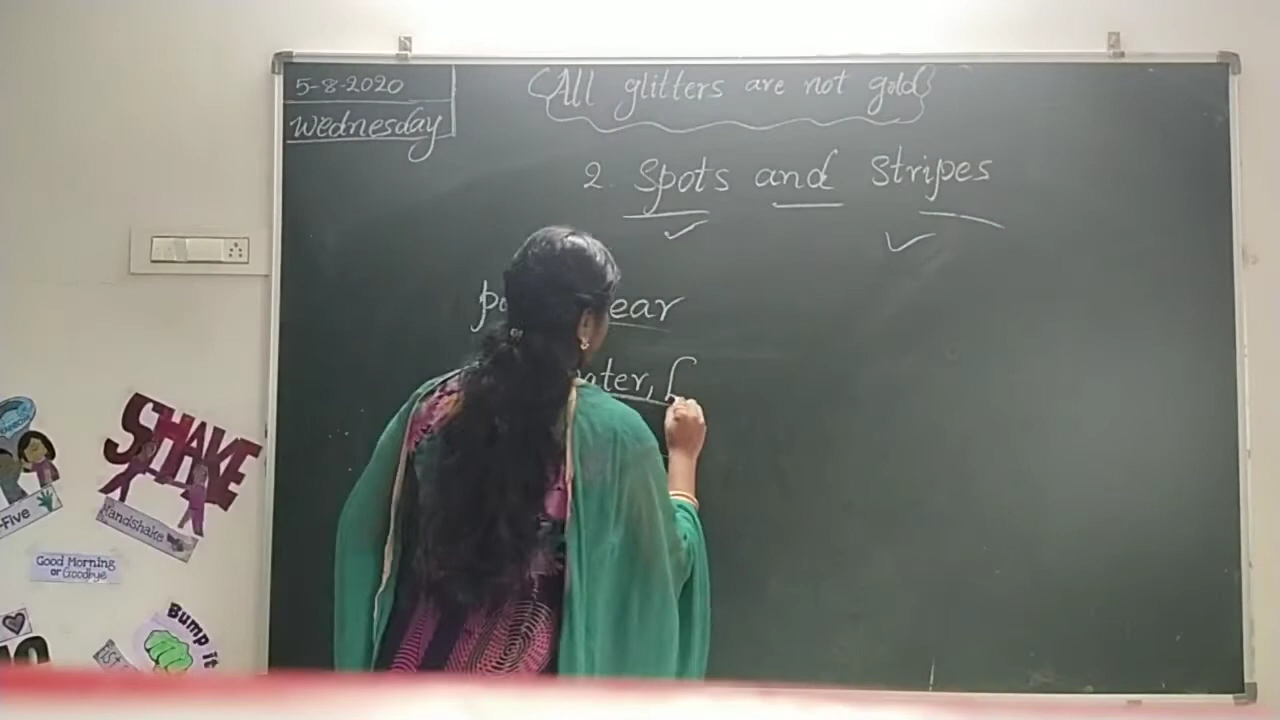 5-8-2020
Wednesday
All glitters are not gold
2. Spots and Stripes
SHAKE
Handshake
-Five
Good Morning
or Goodbye
Bump it